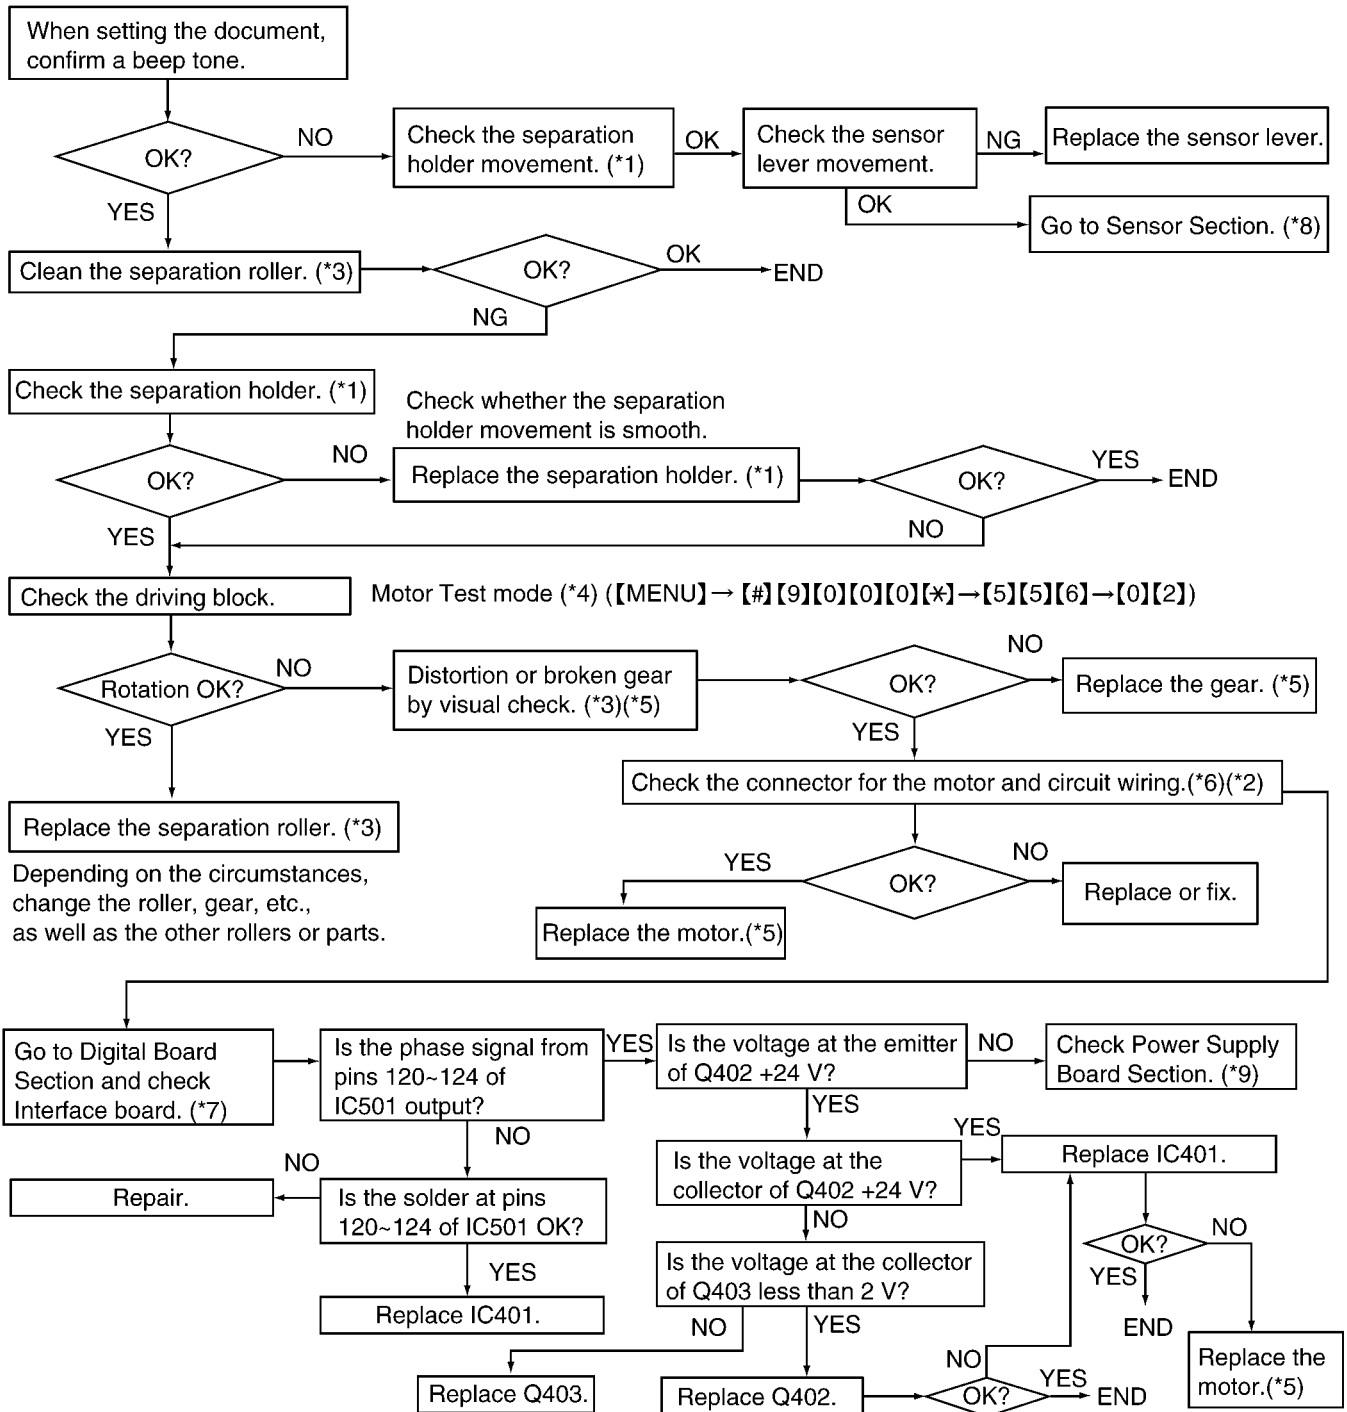 When setting the document,
confirm a beep tone.
OK?
NO
Check the separation
holder movement. (*1)
OK
Check the sensor
lever movement.
NG
Replace the sensor lever.
OK
Go to Sensor Section. (*8)
YES
Clean the separation roller. (*3)
OK?
OK
END
NG
Check the separation holder. (*1)
Check whether the separation
holder movement is smooth.
OK?
NO
Replace the separation holder. (*1)
OK?
YES
END
NO
YES
Check the driving block.
Motor Test mode (*4) (【MENU】→【#】【9】【0】【0】【0】【*】→【5】【5】【6】→【0】【2】)
Rotation OK?
NO
Distortion or broken gear
by visual check. (*3)(*5)
OK?
NO
Replace the gear. (*5)
YES
YES
Check the connector for the motor and circuit wiring.(*6)(*2)
Replace the separation roller. (*3)
Depending on the circumstances,
change the roller, gear, etc.,
as well as the other rollers or parts.
YES
OK?
NO
Replace or fix.
Replace the motor.(*5)
Go to Digital Board
Section and check
Interface board. (*7)
Is the phase signal from
pins 120~124 of
IC501 output?
YES
Is the voltage at the emitter
of Q402 +24 V?
NO
Check Power Supply
Board Section. (*9)
NO
YES
Is the solder at pins
120~124 of IC501 OK?
NO
Repair.
YES
Replace IC401.
Is the voltage at the
collector of Q402 +24 V?
YES
Replace IC401.
NO
Is the voltage at the collector
of Q403 less than 2 V?
OK?
NO
YES
END
Replace the
motor.(*5)
NO
YES
Replace Q403.
Replace Q402.
OK?
NO
YES
END